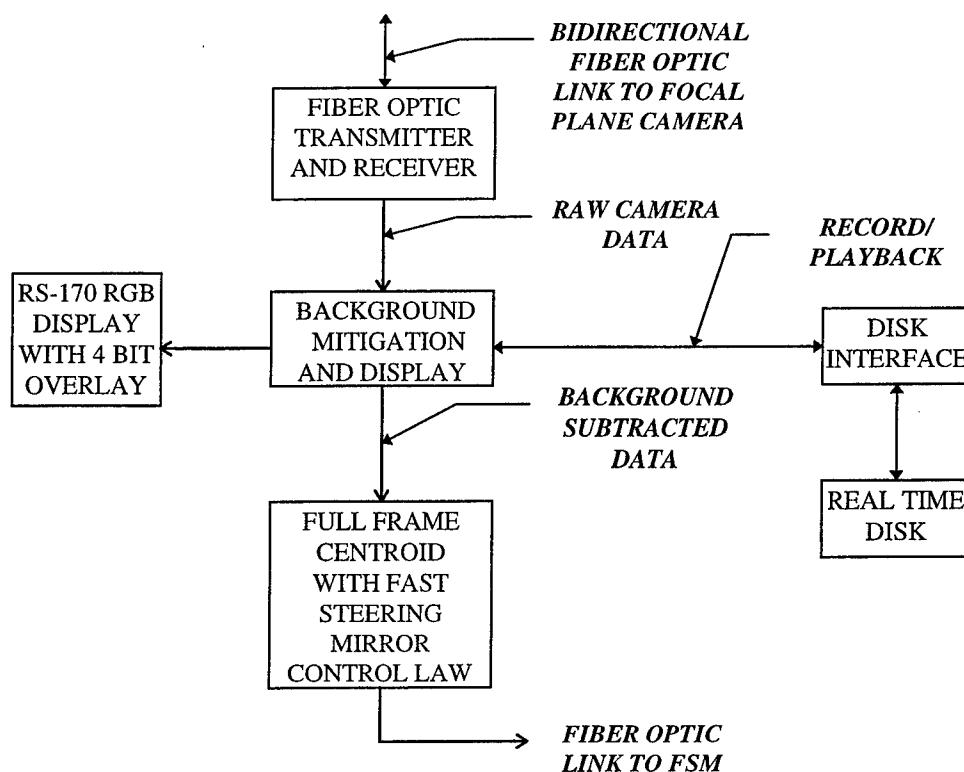 BIDIRECTIONAL
FIBER OPTIC
LINK TO FOCAL
PLANE CAMERA
FIBER OPTIC
TRANSMITTER
AND RECEIVER
RAW CAMERA
DATA
RECORD/
PLAYBACK
RS-170 RGB
DISPLAY
WITH 4 BIT
OVERLAY
BACKGROUND
MITIGATION
AND DISPLAY
DISK
INTERFACE
BACKGROUND
SUBTRACTED
DATA
REAL TIME
DISK
FULL FRAME
CENTROID
WITH FAST
STEERING
MIRROR
CONTROL LAW
FIBER OPTIC
LINK TO FSM